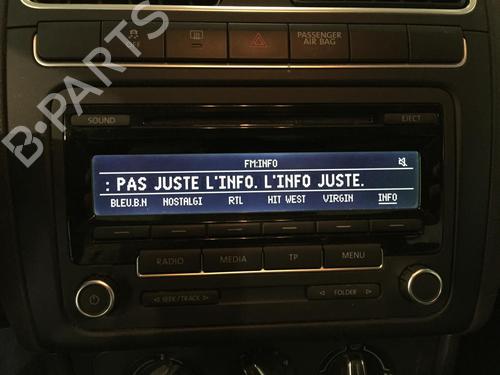 OFF
PASSENGER
AIR BAG
SOUND
EJECT
FM:INFO
: PAS JUSTE L'INFO. L'INFO JUSTE.
BLEU.B.N NOSTALGI RTL HIT WEST VIRGIN INFO
RADIO MEDIA TP MENU
SEEK / TRACK
FOLDER
B-PARTS